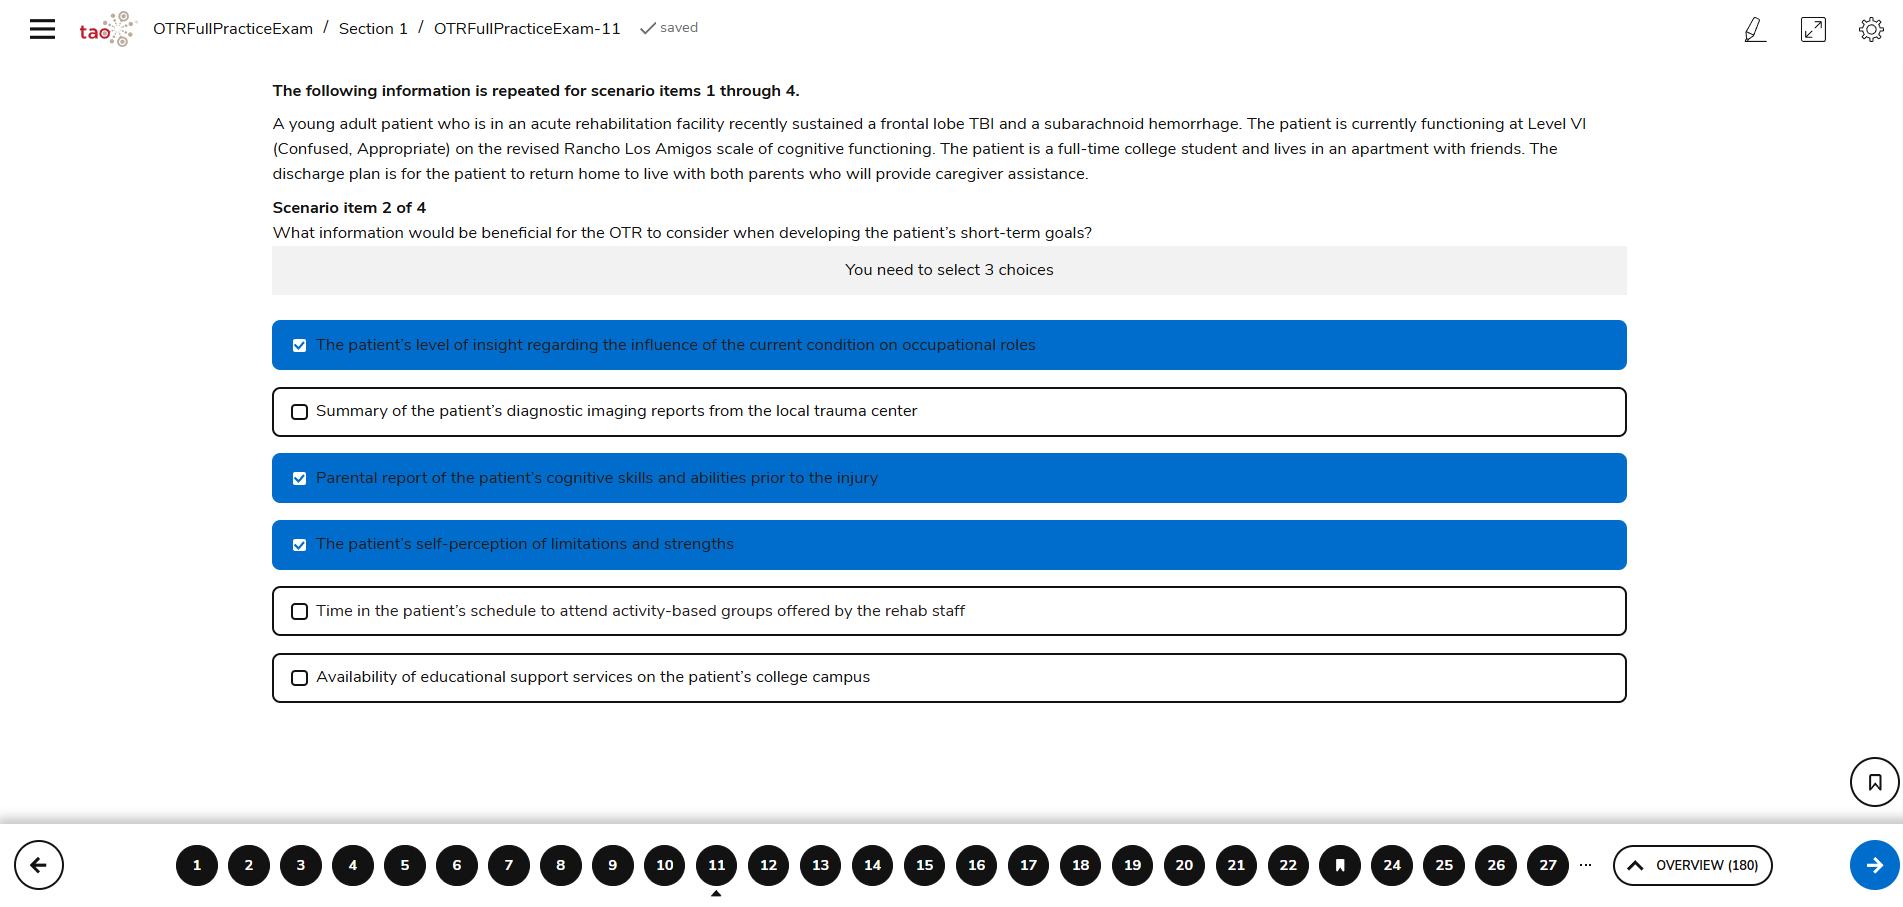 tao OTRFullPracticeExam / Section 1 / OTRFullPracticeExam-11 saved
The following information is repeated for scenario items 1 through 4.
A young adult patient who is in an acute rehabilitation facility recently sustained a frontal lobe TBI and a subarachnoid hemorrhage. The patient is currently functioning at Level VI
(Confused, Appropriate) on the revised Rancho Los Amigos scale of cognitive functioning. The patient is a full-time college student and lives in an apartment with friends. The
discharge plan is for the patient to return home to live with both parents who will provide caregiver assistance.
Scenario item 2 of 4
What information would be beneficial for the OTR to consider when developing the patient's short-term goals?
You need to select 3 choices
The patient's level of insight regarding the influence of the current condition on occupational roles
Summary of the patient's diagnostic imaging reports from the local trauma center
Parental report of the patient's cognitive skills and abilities prior to the injury
The patient's self-perception of limitations and strengths
Time in the patient's schedule to attend activity-based groups offered by the rehab staff
Availability of educational support services on the patient's college campus
1 2 3 4 5 6 7 8 9 10 11 12 13 14 15 16 17 18 19 20 21 22 24 25 26 27 ... OVERVIEW (180)